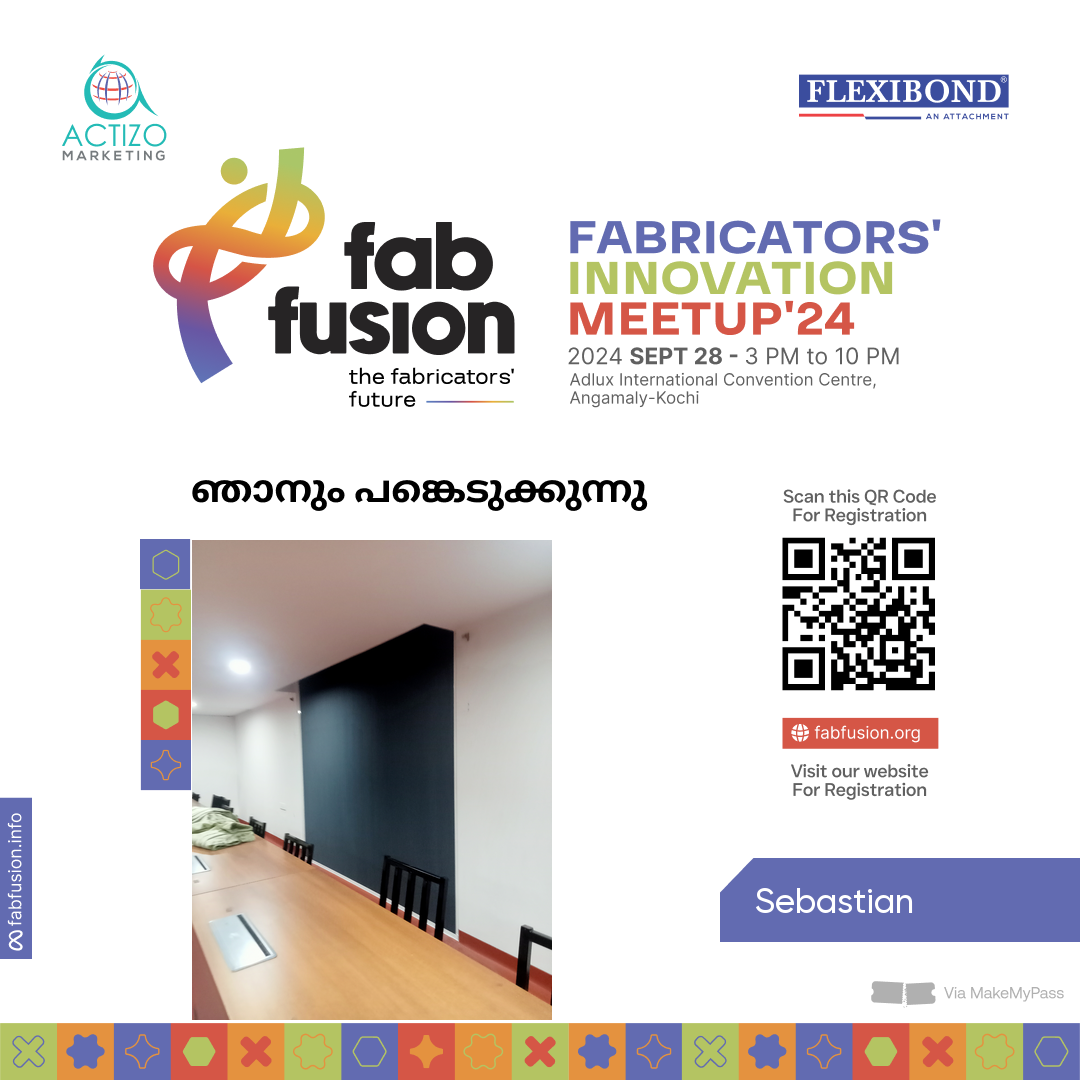 ACTIZO
MARKETING
FLEXIBOND®
AN ATTACHMENT
fab
fusion
the fabricators'
future
FABRICATORS'
INNOVATION
MEETUP'24
2024 SEPT 28 - 3 PM to 10 PM
Adlux International Convention Centre,
Angamaly-Kochi
ഞാനും പങ്കെടുക്കുന്നു
Scan this QR Code
For Registration
fabfusion.org
Visit our website
For Registration
fabfusion.info
Sebastian
Via MakeMyPass